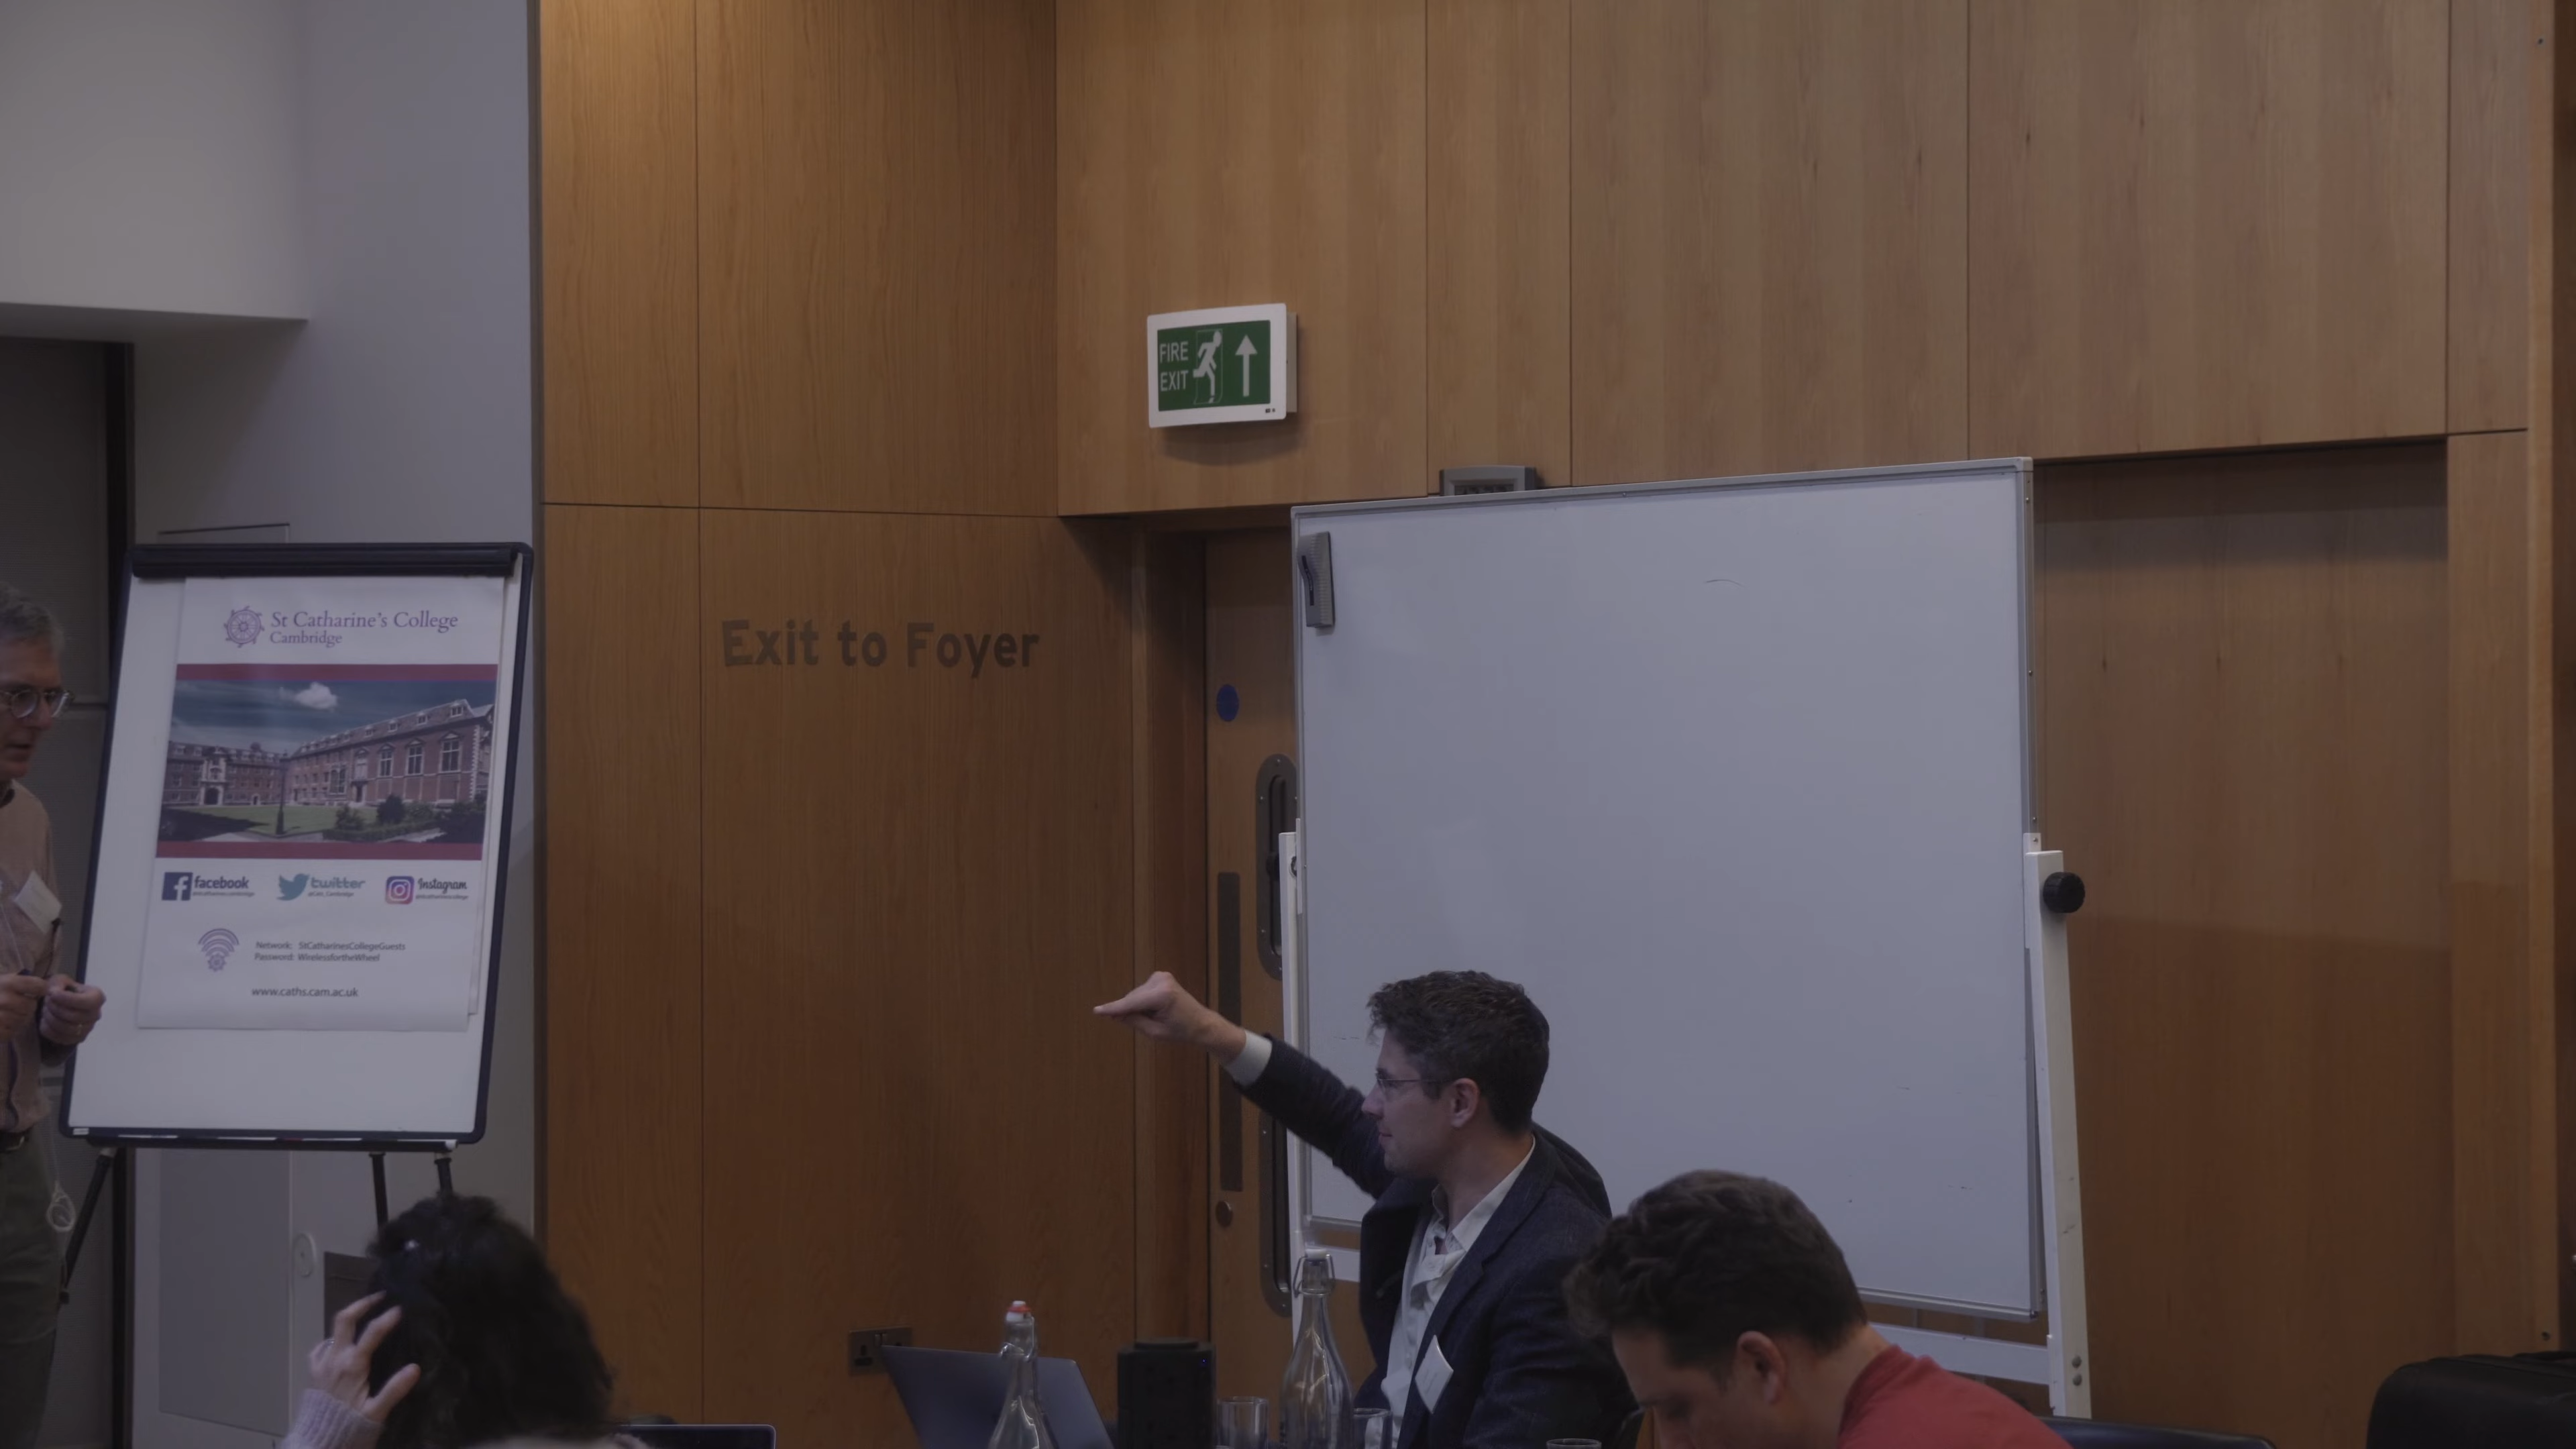 FIRE
EXIT
St Catharine's College
Cambridge
Exit to Foyer
facebook
twitter
Instagram
Network: StCatharinesCollegeGuests
Password: WirelessfortheWheel
www.caths.cam.ac.uk